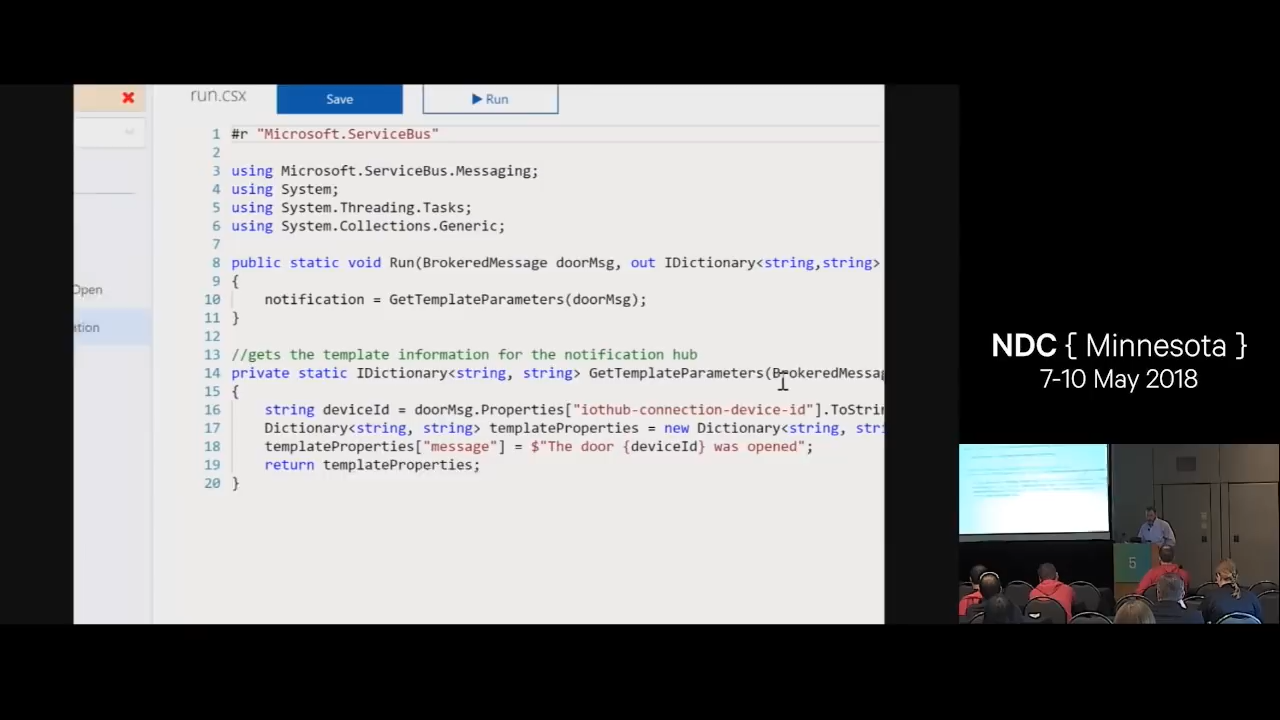 run.csx
Save
Run
1 #r "Microsoft.ServiceBus"
2
3 using Microsoft.ServiceBus.Messaging;
4 using System;
5 using System.Threading.Tasks;
6 using System.Collections.Generic;
7
8 public static void Run(BrokeredMessage doorMsg, out IDictionary<string,string>
9 {
10 notification = GetTemplateParameters(doorMsg);
11 }
12
13 //gets the template information for the notification hub
14 private static IDictionary<string, string> GetTemplateParameters(BrokeredMessag
15 {
16 string deviceId = doorMsg.Properties["iothub-connection-device-id"].ToStrin
17 Dictionary<string, string> templateProperties = new Dictionary<string, stri
18 templateProperties["message"] = $"The door {deviceId} was opened";
19 return templateProperties;
20 }
Open
ation
NDC { Minnesota }
7-10 May 2018
5